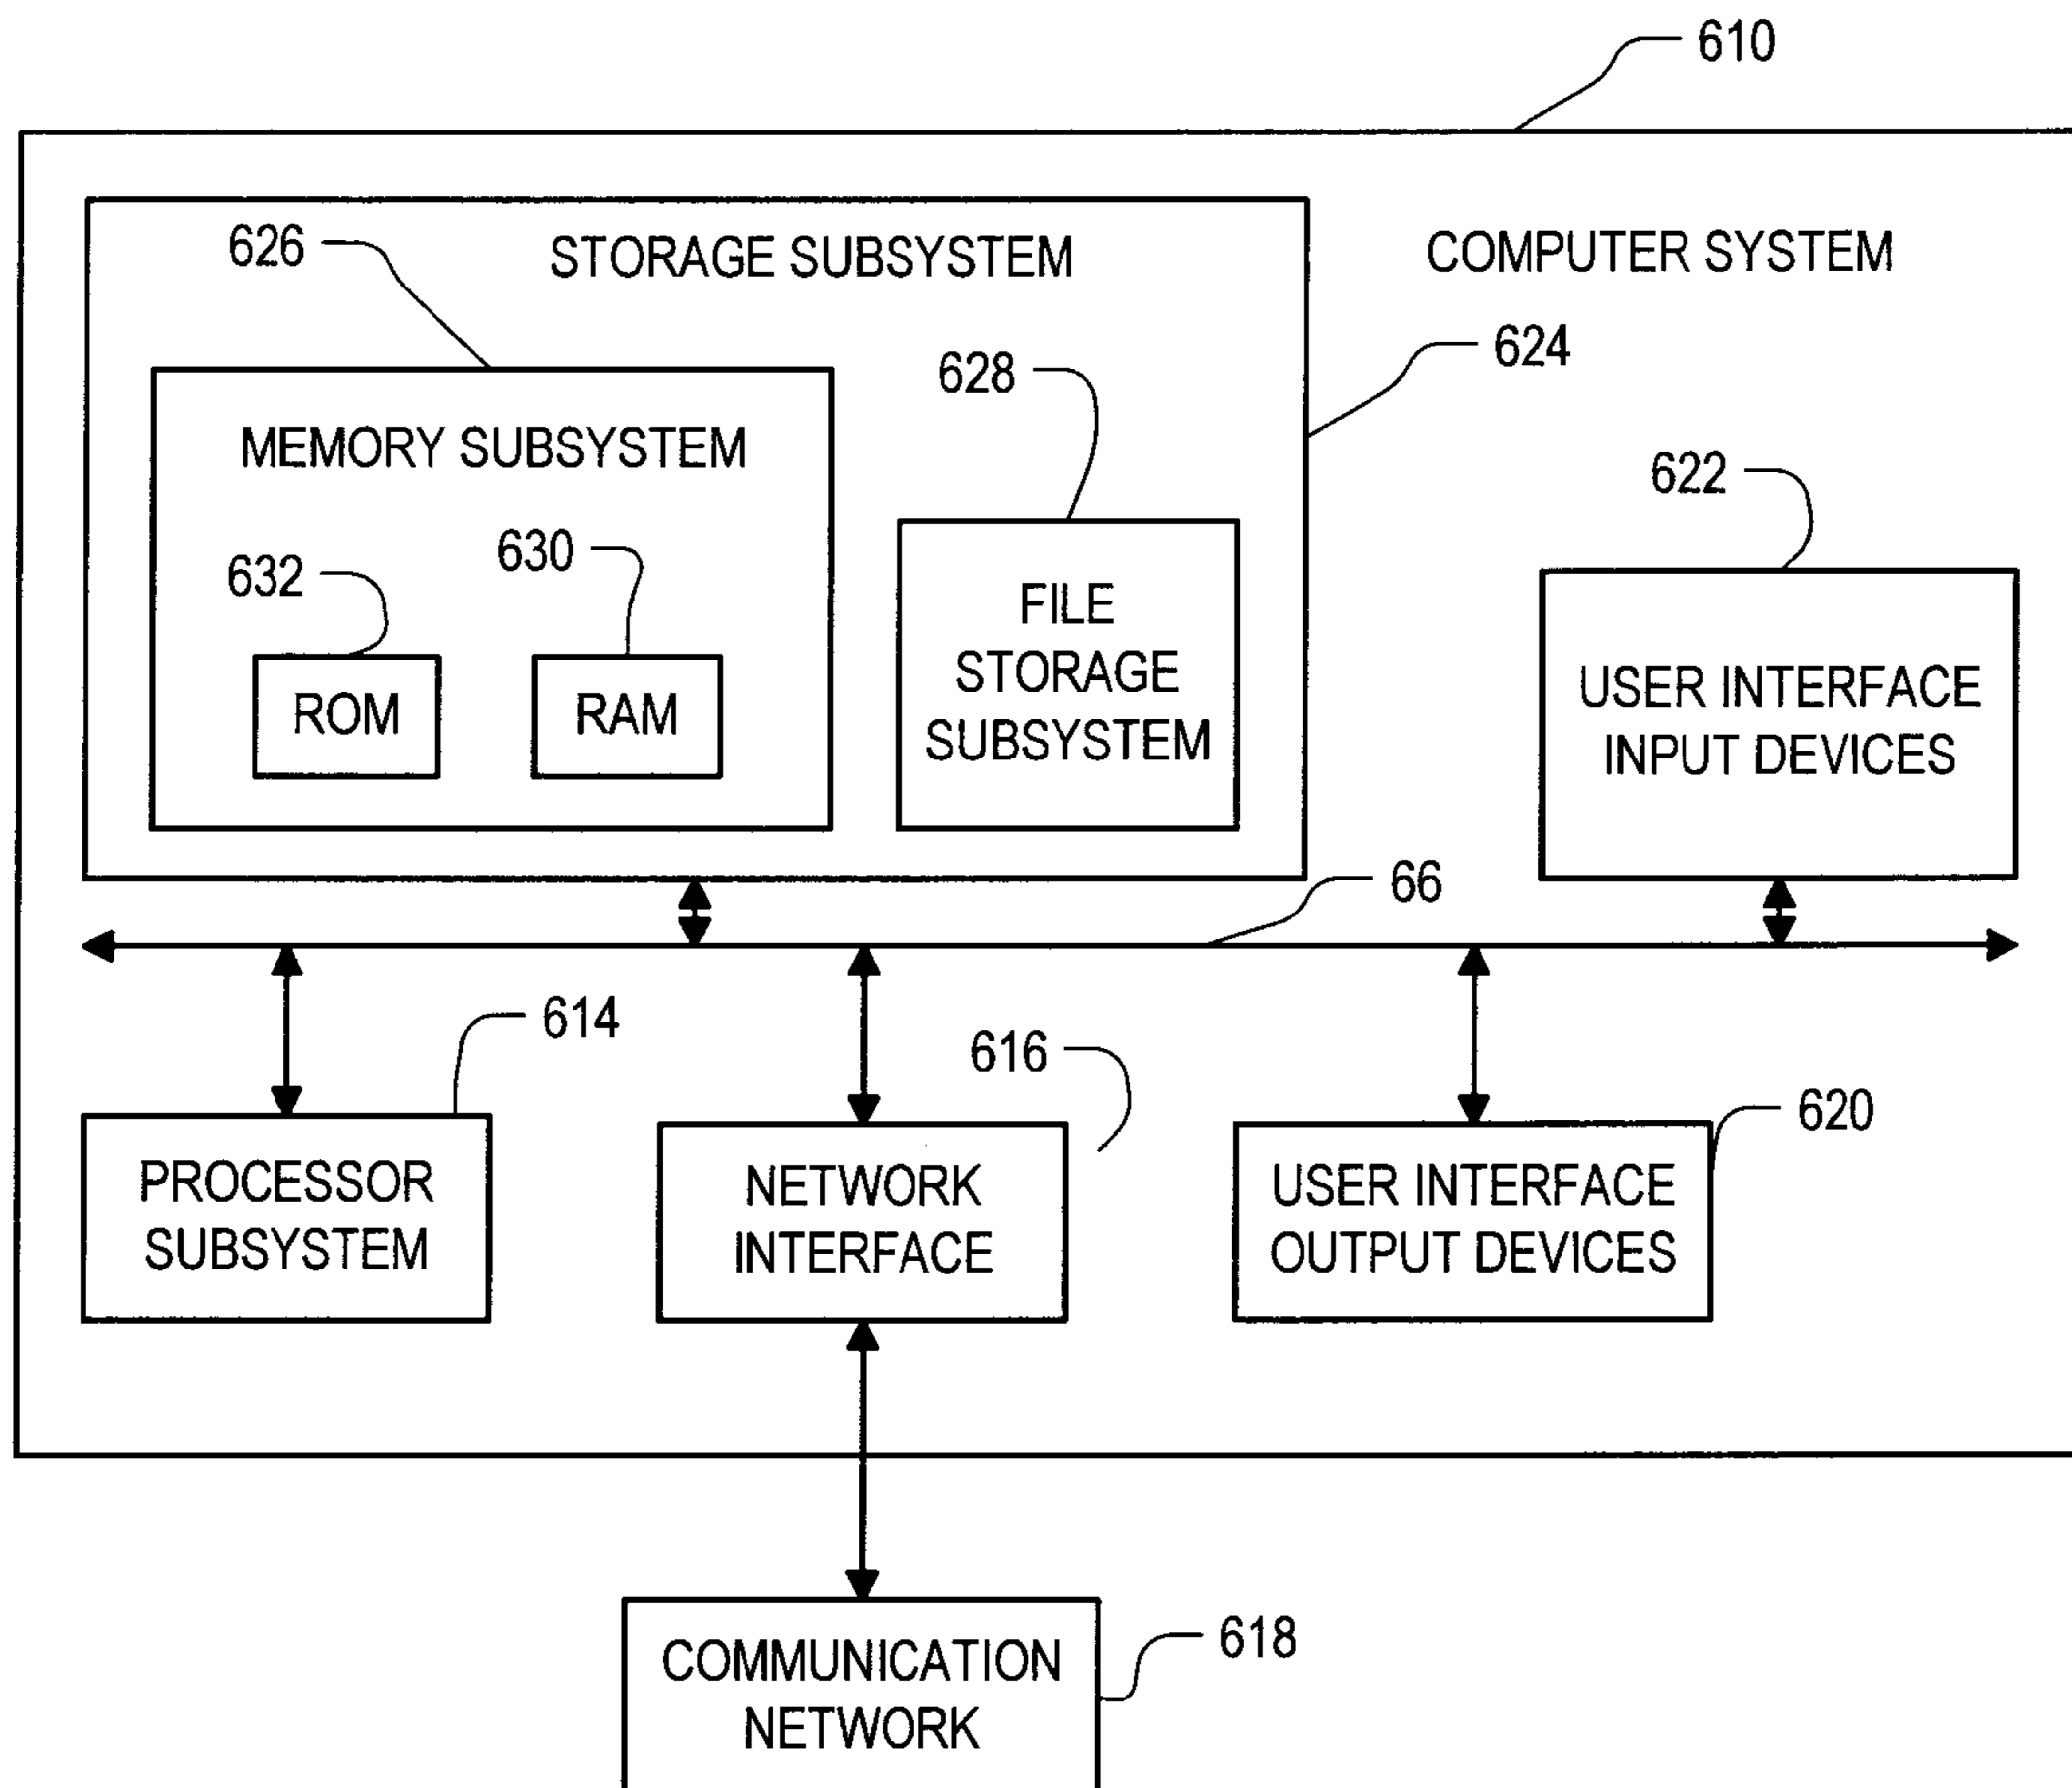 610
626
STORAGE SUBSYSTEM
COMPUTER SYSTEM
624
628
MEMORY SUBSYSTEM
622
632
630
ROM
RAM
FILE
STORAGE
SUBSYSTEM
USER INTERFACE
INPUT DEVICES
66
614
616
620
PROCESSOR
SUBSYSTEM
NETWORK
INTERFACE
USER INTERFACE
OUTPUT DEVICES
COMMUNICATION
NETWORK
618